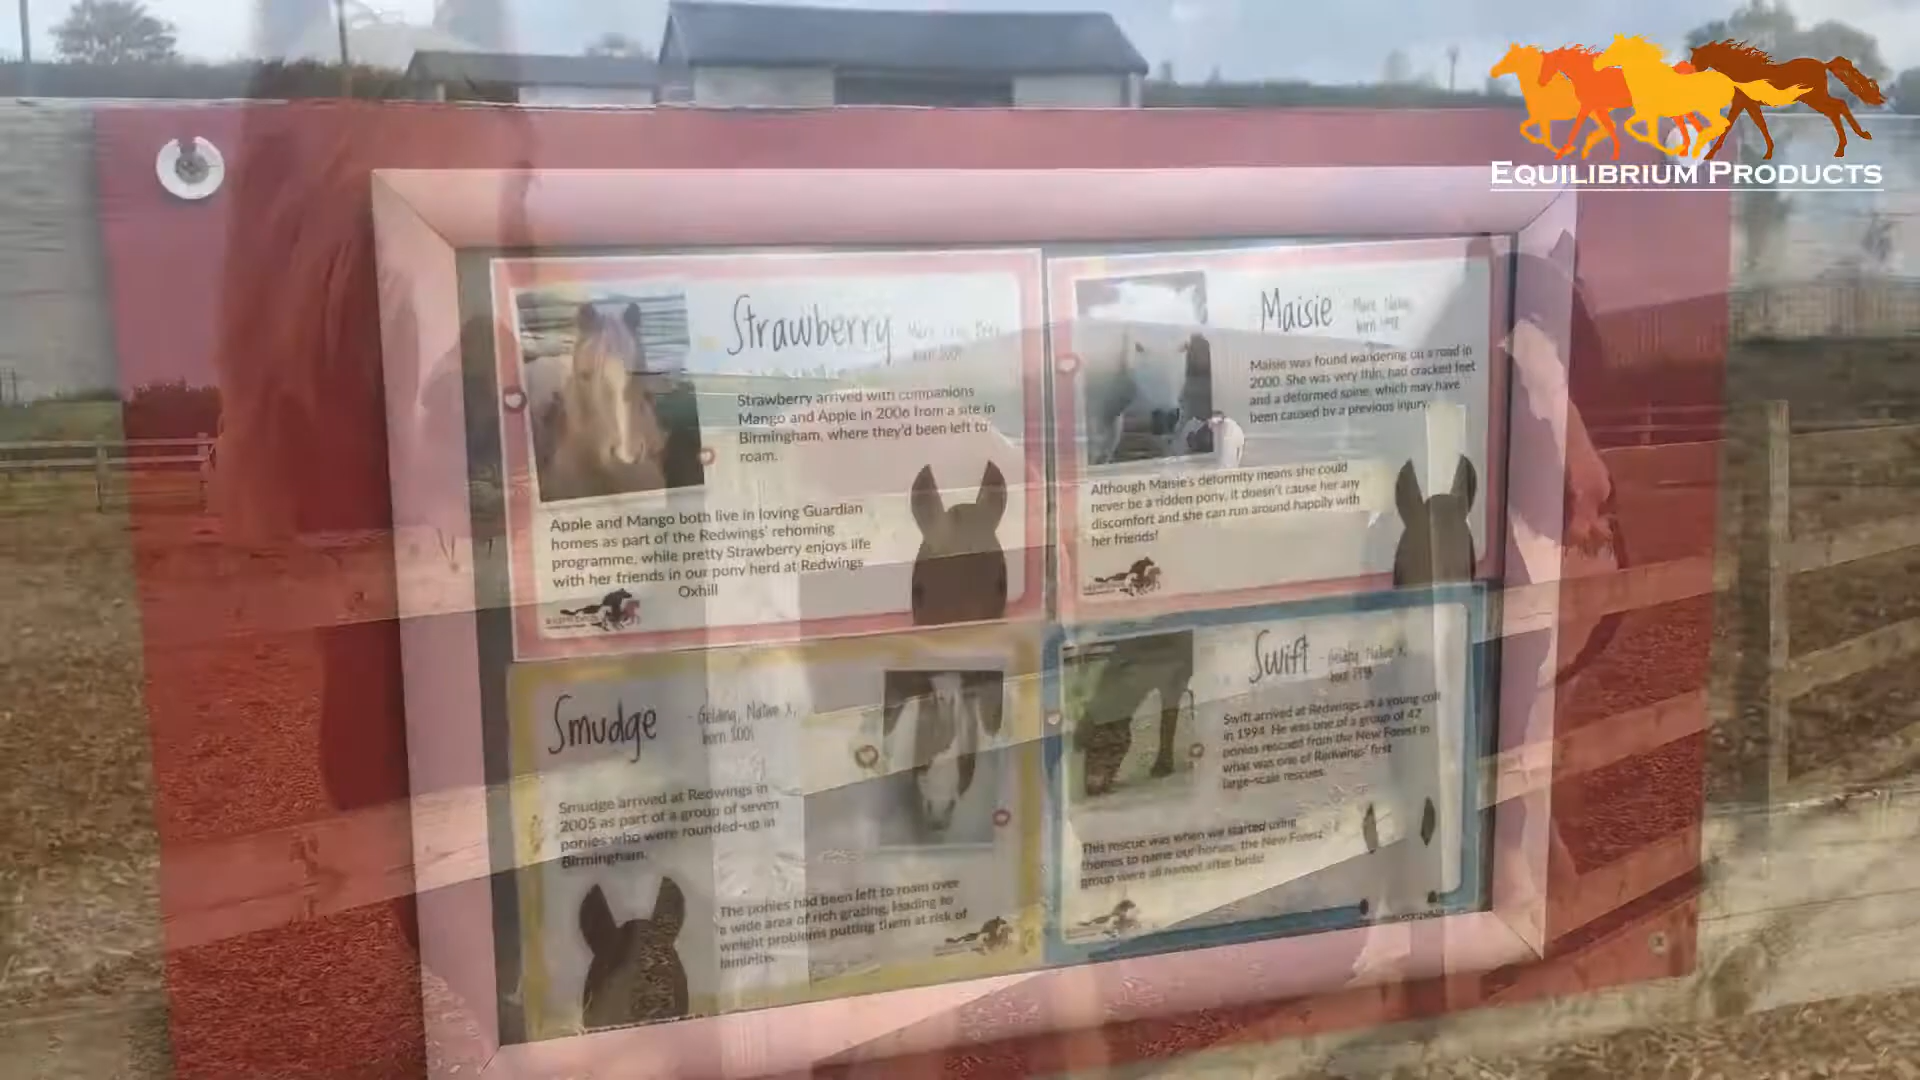 EQUILIBRIUM PRODUCTS
Strawberry
Strawberry arrived with companions
Mango and Apple in 2006 from a site in
Birmingham, where they'd been left to
roam.
Apple and Mango both live in loving Guardian
homes as part of the Redwings' rehoming
programme, while pretty Strawberry enjoys life
with her friends in our pony herd at Redwings
Oxhill
Maisie
Maisie was found wandering on a road in
2000. She was very thin, had cracked feet
and a deformed spine, which may have
been caused by a previous injury.
Although Maisie's deformity means she could
never be a ridden pony, it doesn't cause her any
discomfort and she can run around happily with
her friends!
Smudge - Gelding, Native X,
born 2001
Smudge arrived at Redwings in
2005 as part of a group of seven
ponies who were rounded-up in
Birmingham.
The ponies had been left to roam over
a wide area of rich grazing, leading to
weight problems putting them at risk of
laminitis.
Swift - Gelding, Native X,
born
Swift arrived at Redwings as a young colt
in 1994. He was one of a group of 47
ponies rescued from the New Forest in
what was one of Redwings' first
large-scale rescues.
This rescue was when we started using
themes to name our horses, the New Forest
group were all named after birds!